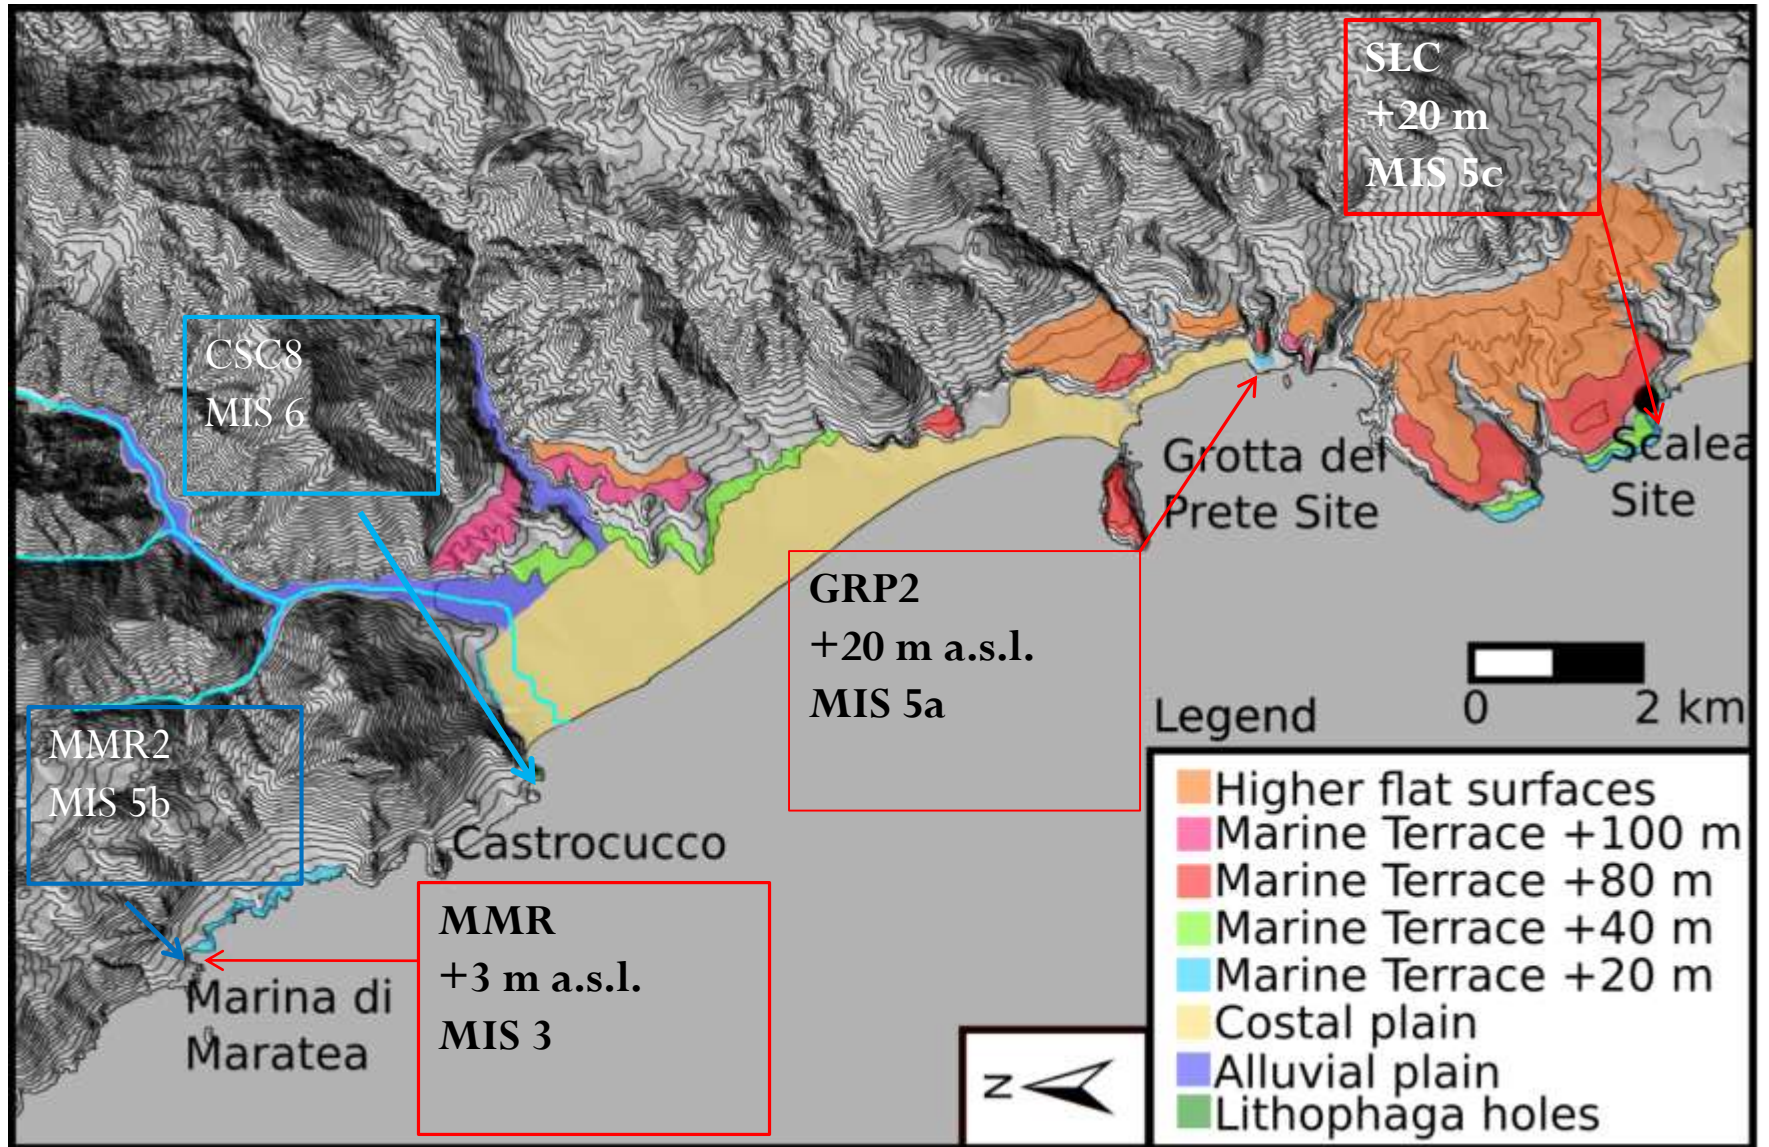 SLC
+20 m
MIS 5c
CSC8
MIS 6
Grotta del
Prete Site
Scalea
Site
GRP2
+20 m a.s.l.
MIS 5a
MMR2
MIS 5b
Castrocucco
MMR
+3 m a.s.l.
MIS 3
Marina di
Maratea
N
0 2 km
Legend
Higher flat surfaces
Marine Terrace +100 m
Marine Terrace +80 m
Marine Terrace +40 m
Marine Terrace +20 m
Costal plain
Alluvial plain
Lithophaga holes